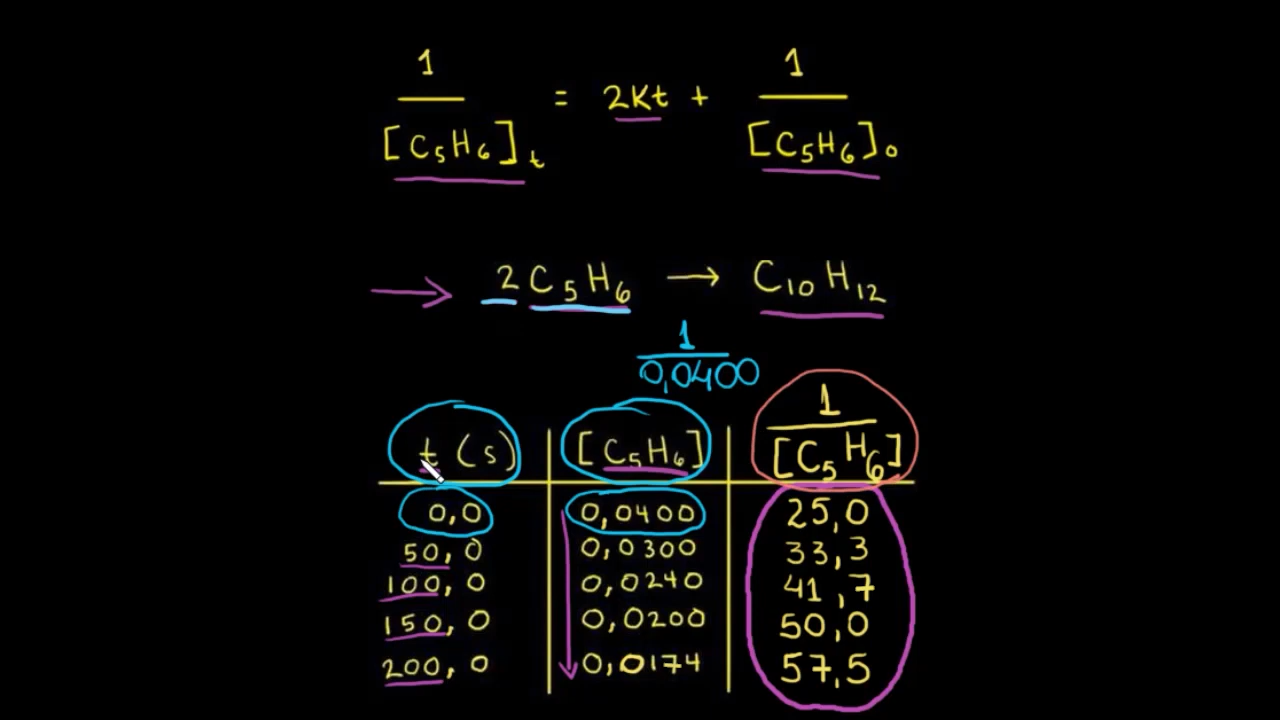 1/[C₅H₆]ₜ = 2Kt + 1/[C₅H₆]₀
2C₅H₆ → C₁₀H₁₂
1/0,0400
t (s) [C₅H₆] 1/[C₅H₆]
0,0 0,0400 25,0
50,0 0,0300 33,3
100,0 0,0240 41,7
150,0 0,0200 50,0
200,0 0,0174 57,5